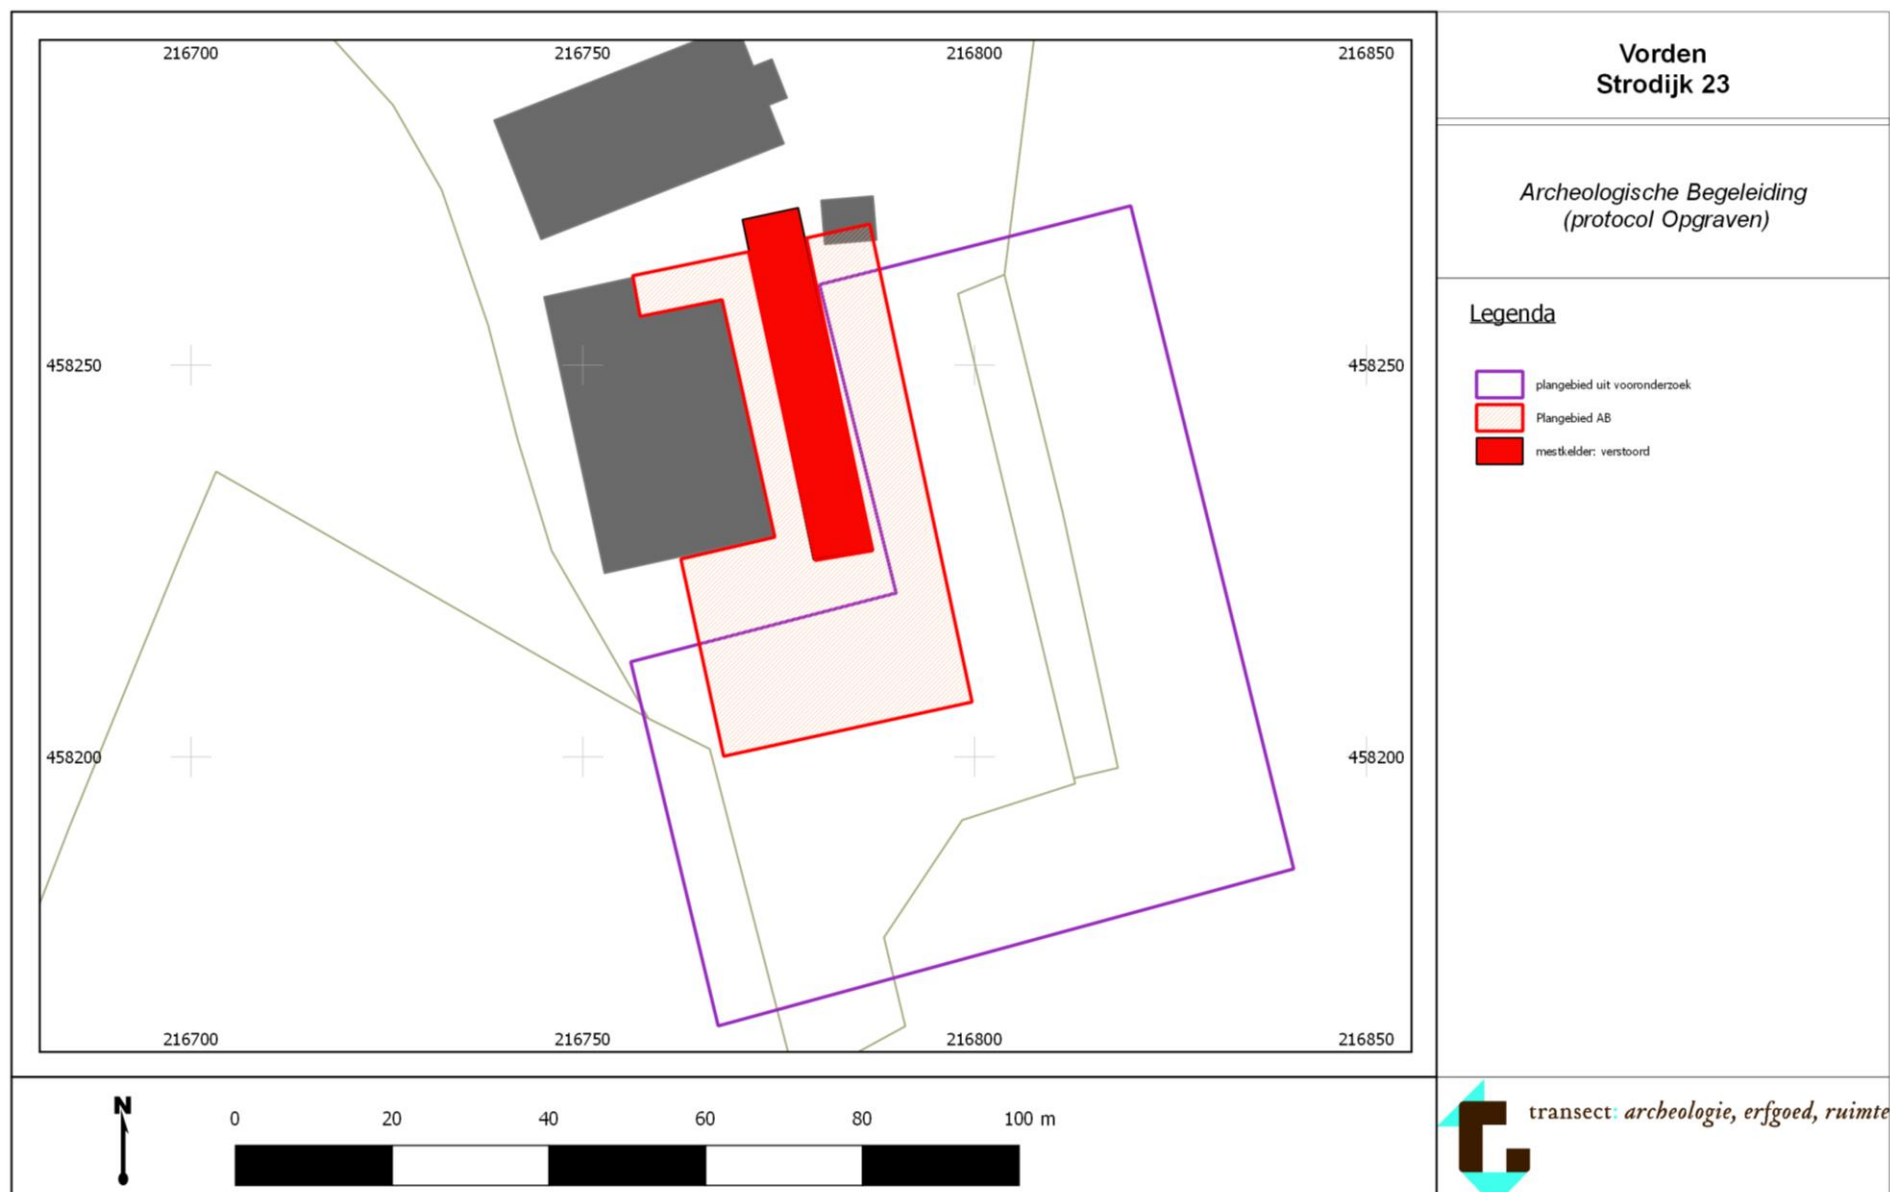 216700 216750 216800 216850
458250 458250
458200 458200
216700 216750 216800 216850
N
0 20 40 60 80 100 m
Vorden
Strodijk 23
Archeologische Begeleiding
(protocol Opgraven)
Legenda
plangebied uit vooronderzoek
Plangebied AB
mestkelder: verstoord
transect: archeologie, erfgoed, ruimte